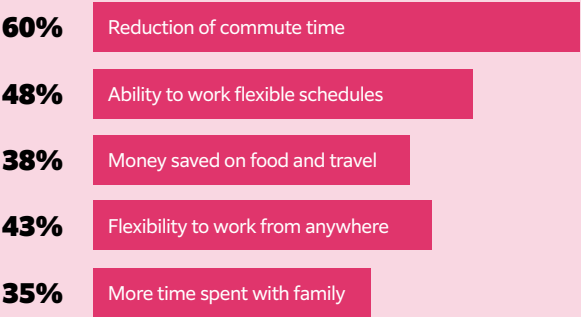 60% Reduction of commute time
48% Ability to work flexible schedules
38% Money saved on food and travel
43% Flexibility to work from anywhere
35% More time spent with family